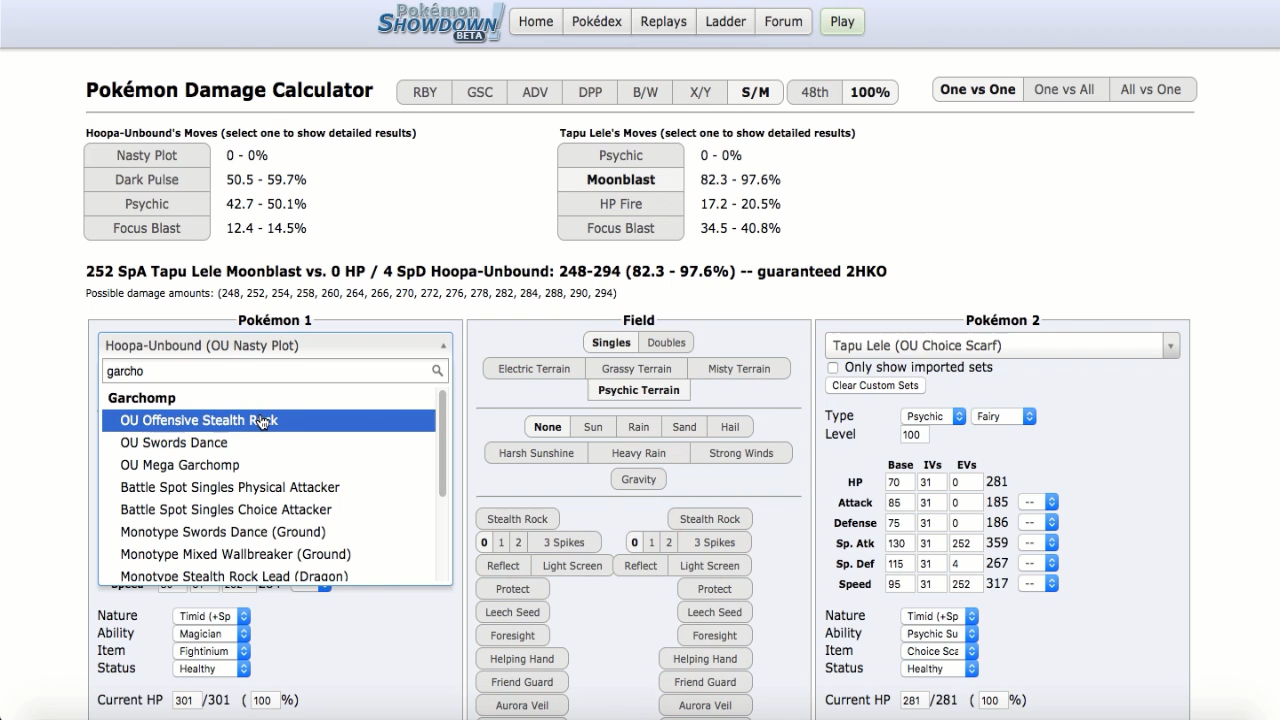 Pokémon
SHOWDOWN!
BETA
Home Pokédex Replays Ladder Forum Play
Pokémon Damage Calculator RBY GSC ADV DPP B/W X/Y S/M 48th 100% One vs One One vs All All vs One
Hoopa-Unbound's Moves (select one to show detailed results) Tapu Lele's Moves (select one to show detailed results)
Nasty Plot 0 - 0% Psychic 0 - 0%
Dark Pulse 50.5 - 59.7% Moonblast 82.3 - 97.6%
Psychic 42.7 - 50.1% HP Fire 17.2 - 20.5%
Focus Blast 12.4 - 14.5% Focus Blast 34.5 - 40.8%
252 SpA Tapu Lele Moonblast vs. 0 HP / 4 SpD Hoopa-Unbound: 248-294 (82.3 - 97.6%) -- guaranteed 2HKO
Possible damage amounts: (248, 252, 254, 258, 260, 264, 266, 270, 272, 276, 278, 282, 284, 288, 290, 294)
Pokémon 1
Hoopa-Unbound (OU Nasty Plot)
garcho
Garchomp
OU Offensive Stealth Rock
OU Swords Dance
OU Mega Garchomp
Battle Spot Singles Physical Attacker
Battle Spot Singles Choice Attacker
Monotype Swords Dance (Ground)
Monotype Mixed Wallbreaker (Ground)
Monotype Stealth Rock Lead (Dragon)
Nature Timid (+Sp
Ability Magician
Item Fightinium
Status Healthy
Current HP 301 /301 ( 100 %)
Field
Singles Doubles
Electric Terrain Grassy Terrain Misty Terrain
Psychic Terrain
None Sun Rain Sand Hail
Harsh Sunshine Heavy Rain Strong Winds
Gravity
Stealth Rock Stealth Rock
0 1 2 3 Spikes 0 1 2 3 Spikes
Reflect Light Screen Reflect Light Screen
Protect Protect
Leech Seed Leech Seed
Foresight Foresight
Helping Hand Helping Hand
Friend Guard Friend Guard
Aurora Veil Aurora Veil
Pokémon 2
Tapu Lele (OU Choice Scarf)
Only show imported sets
Clear Custom Sets
Type Psychic Fairy
Level 100
Base IVs EVs
HP 70 31 0 281
Attack 85 31 0 185 --
Defense 75 31 0 186 --
Sp. Atk 130 31 252 359 --
Sp. Def 115 31 4 267 --
Speed 95 31 252 317 --
Nature Timid (+Sp
Ability Psychic Su
Item Choice Sca
Status Healthy
Current HP 281 /281 ( 100 %)